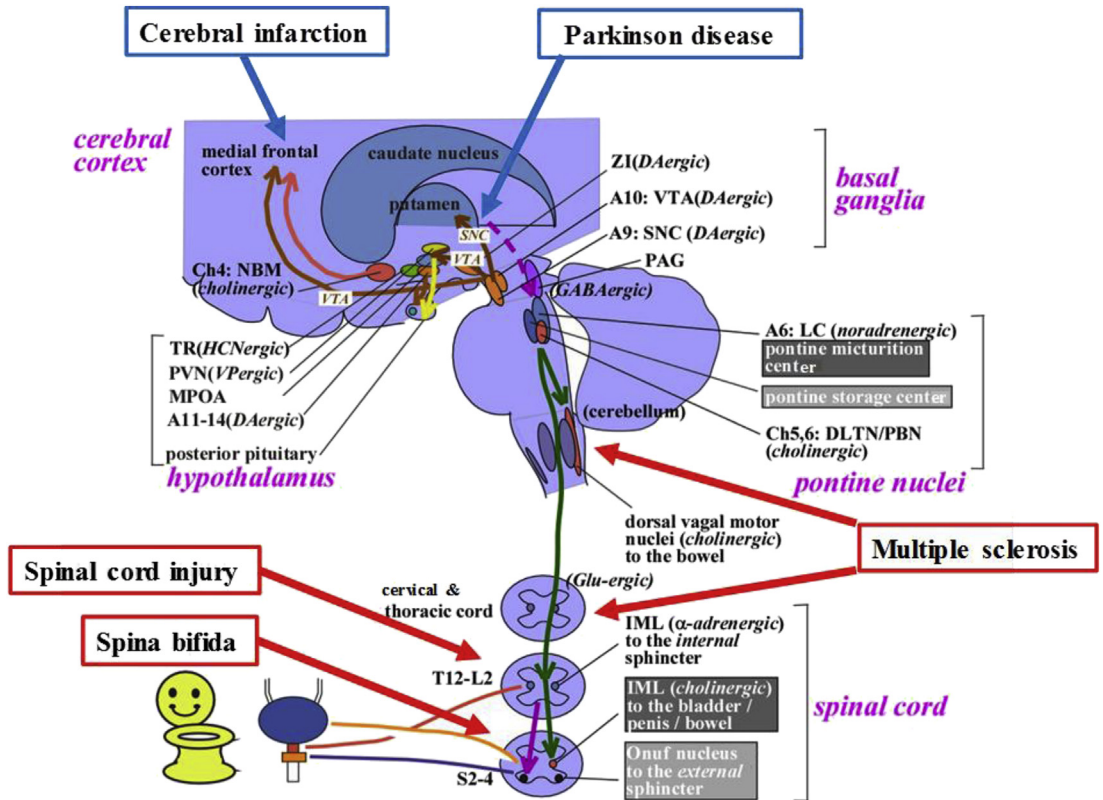 Cerebral infarction
Parkinson disease
cerebral
cortex
medial frontal
cortex
caudate nucleus
putamen
SNC
VTA
ZI(DAergic)
A10: VTA(DAergic)
A9: SNC (DAergic)
PAG
(GABAergic)
basal
ganglia
Ch4: NBM
(cholinergic)
VTA
TR(HCNergic)
PVN(VPergic)
MPOA
A11-14(DAergic)
posterior pituitary
hypothalamus
A6: LC (noradrenergic)
pontine micturition
center
pontine storage center
(cerebellum)
Ch5,6: DLTN/PBN
(cholinergic)
pontine nuclei
dorsal vagal motor
nuclei (cholinergic)
to the bowel
Multiple sclerosis
Spinal cord injury
Spina bifida
cervical &
thoracic cord
(Glu-ergic)
IML (α-adrenergic)
to the internal
sphincter
T12-L2
IML (cholinergic)
to the bladder /
penis / bowel
spinal cord
Onuf nucleus
to the external
sphincter
S2-4